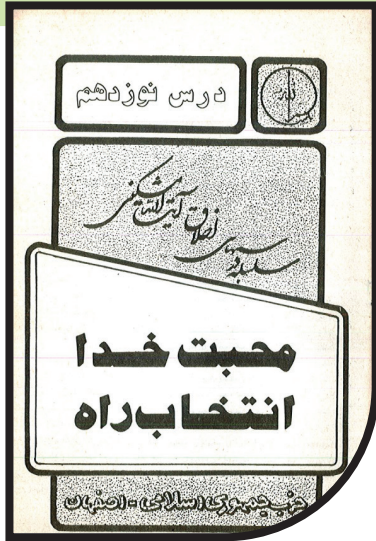 درس نوزدهم
سلسله درسهای
اخلاق آیت الله مشکینی
محبت خدا
انتخاب راه
حزب جمهوری اسلامی - اصفهان